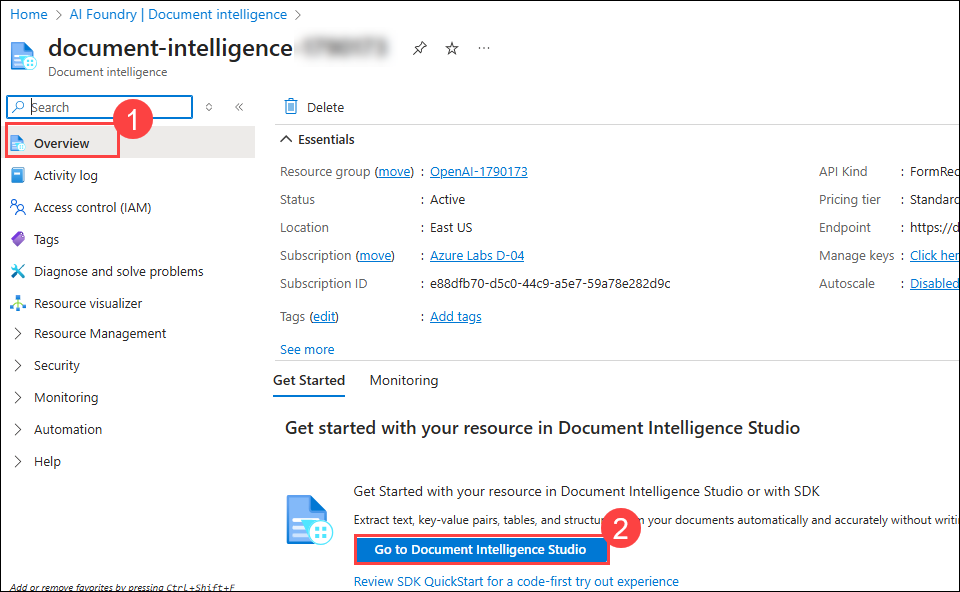 Home > AI Foundry | Document intelligence >
document-intelligence
Document intelligence
Search
1
Overview
Activity log
Access control (IAM)
Tags
Diagnose and solve problems
Resource visualizer
Resource Management
Security
Monitoring
Automation
Help
Add or remove favorites by pressing Ctrl+Shift+F
Delete
Essentials
Resource group (move) : OpenAI-1790173
Status : Active
Location : East US
Subscription (move) : Azure Labs D-04
Subscription ID : e88dfb70-d5c0-44c9-a5e7-59a78e282d9c
Tags (edit) : Add tags
See more
API Kind : FormRec
Pricing tier : Standard
Endpoint : https://d
Manage keys : Click her
Autoscale : Disabled
Get Started Monitoring
Get started with your resource in Document Intelligence Studio
Get Started with your resource in Document Intelligence Studio or with SDK
Extract text, key-value pairs, tables, and structu your documents automatically and accurately without writi
2
Go to Document Intelligence Studio
Review SDK QuickStart for a code-first try out experience